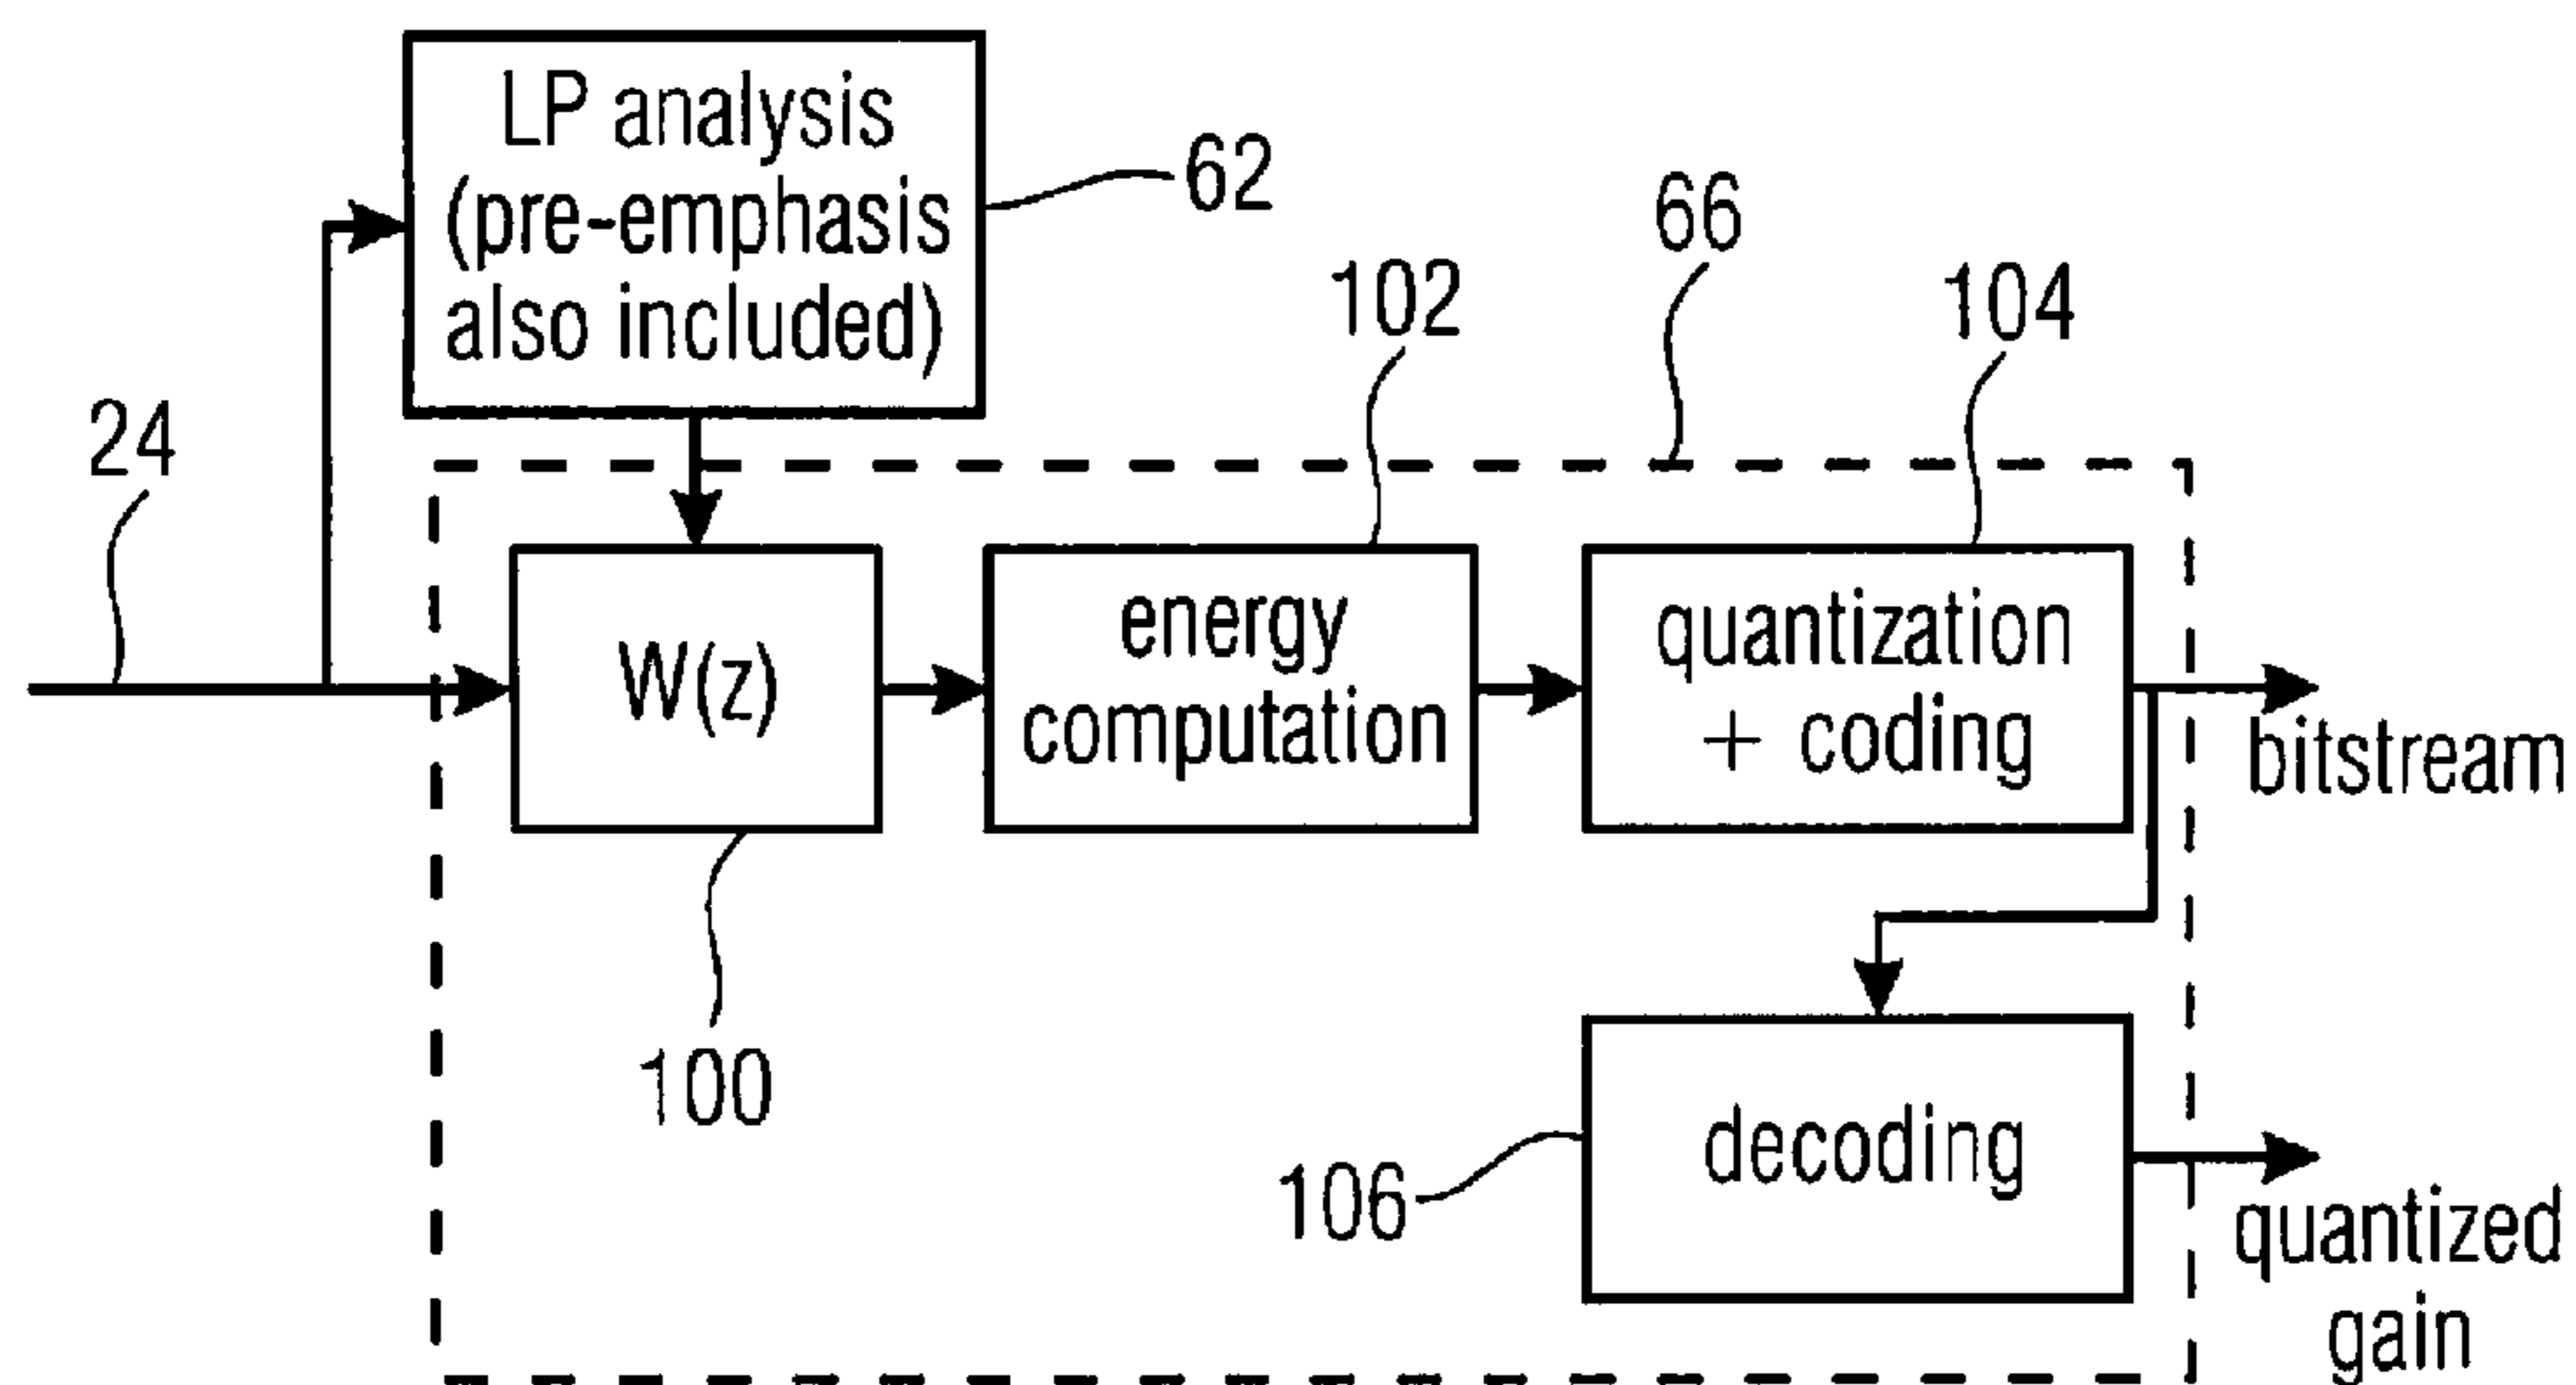 LP analysis
(pre-emphasis
also included)
62
66
24
102
104
W(z)
energy
computation
quantization
+ coding
bitstream
100
106
decoding
quantized
gain